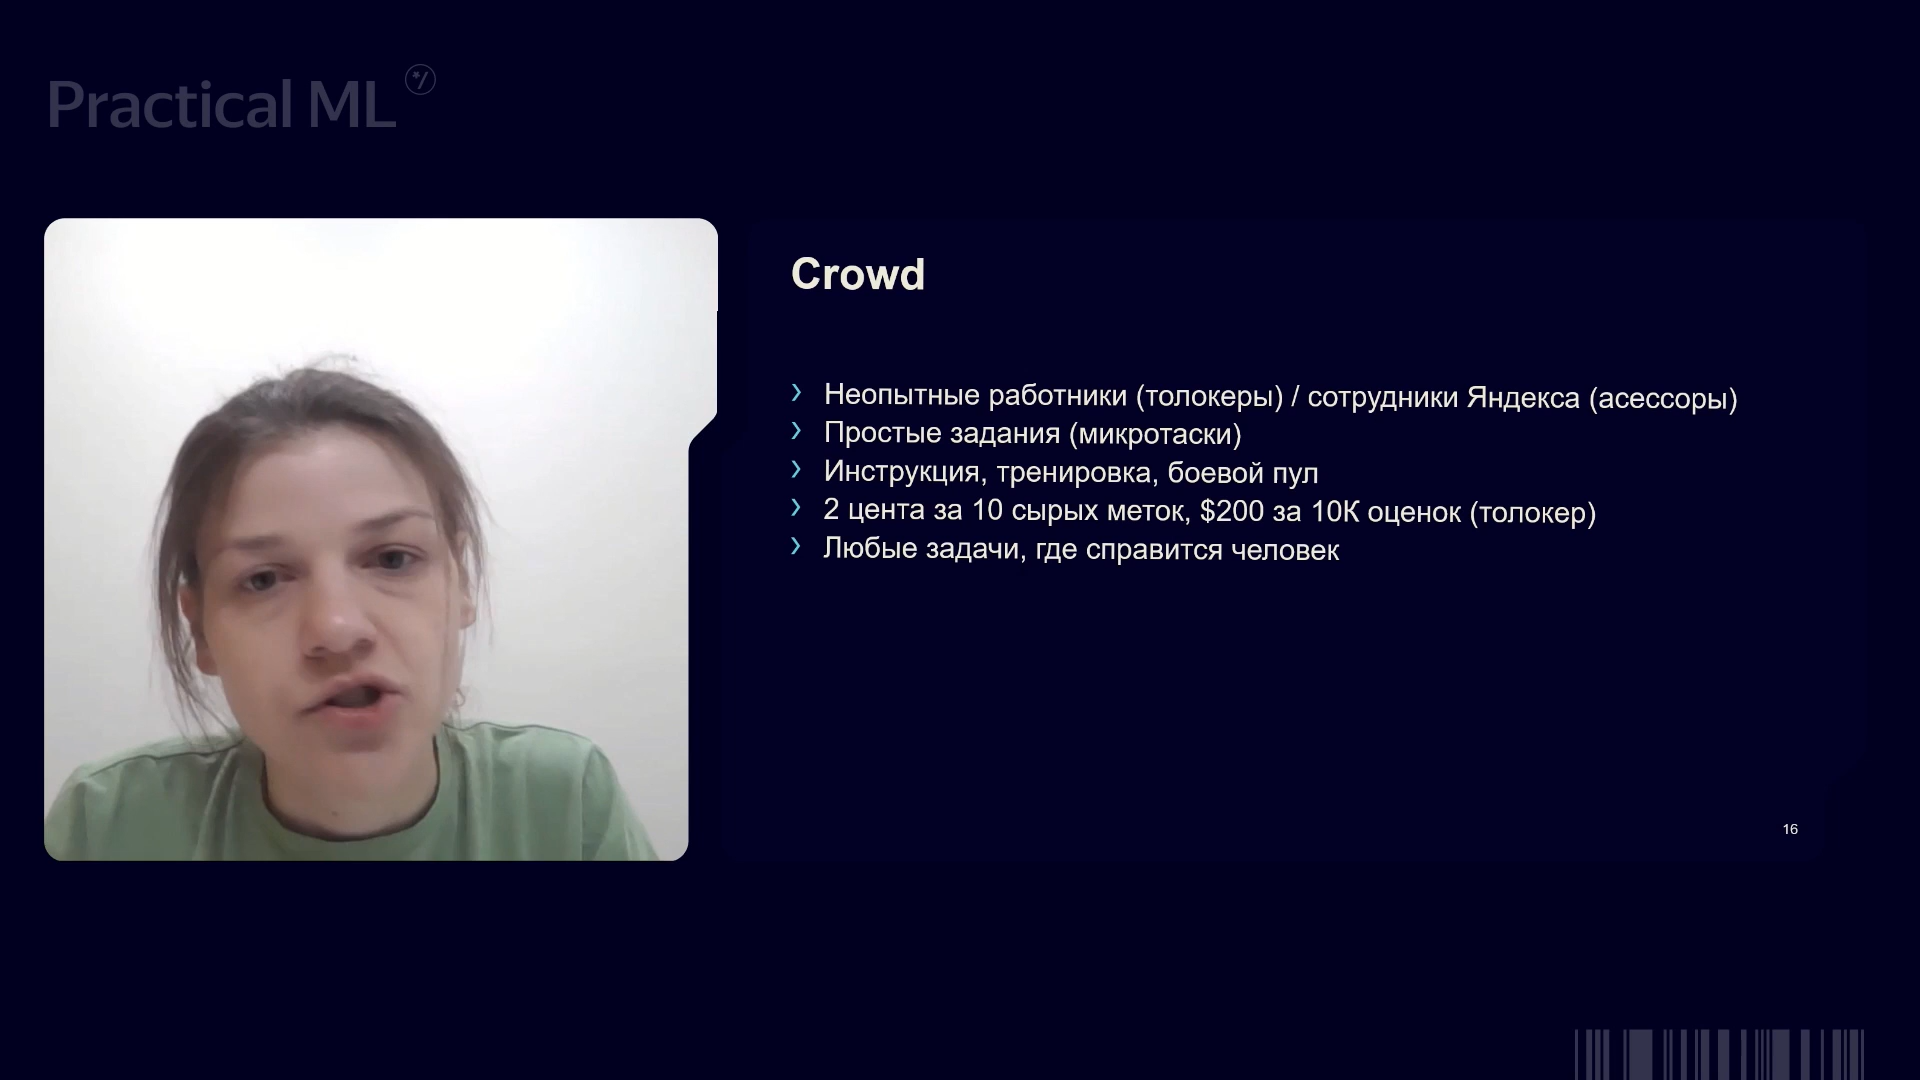 Practical ML
Crowd
› Неопытные работники (толокеры) / сотрудники Яндекса (асессоры)
› Простые задания (микротаски)
› Инструкция, тренировка, боевой пул
› 2 цента за 10 сырых меток, $200 за 10К оценок (толокер)
› Любые задачи, где справится человек
16